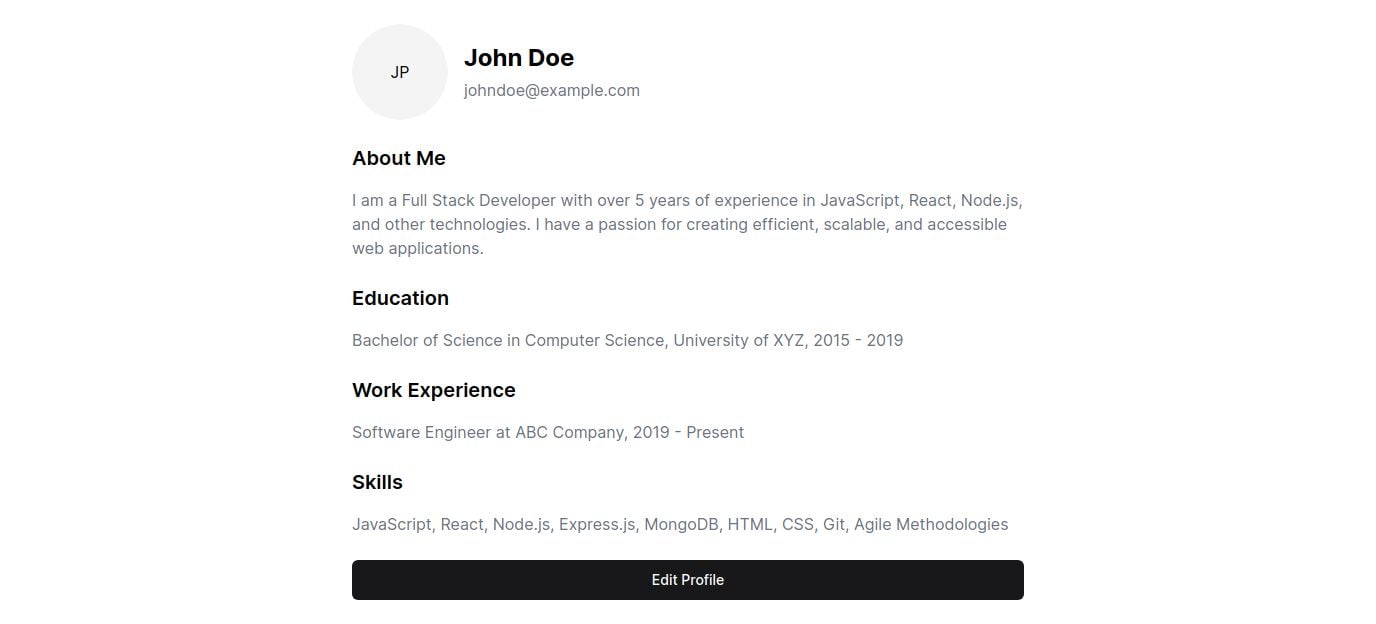 JP
John Doe
johndoe@example.com
About Me
I am a Full Stack Developer with over 5 years of experience in JavaScript, React, Node.js,
and other technologies. I have a passion for creating efficient, scalable, and accessible
web applications.
Education
Bachelor of Science in Computer Science, University of XYZ, 2015 - 2019
Work Experience
Software Engineer at ABC Company, 2019 - Present
Skills
JavaScript, React, Node.js, Express.js, MongoDB, HTML, CSS, Git, Agile Methodologies
Edit Profile